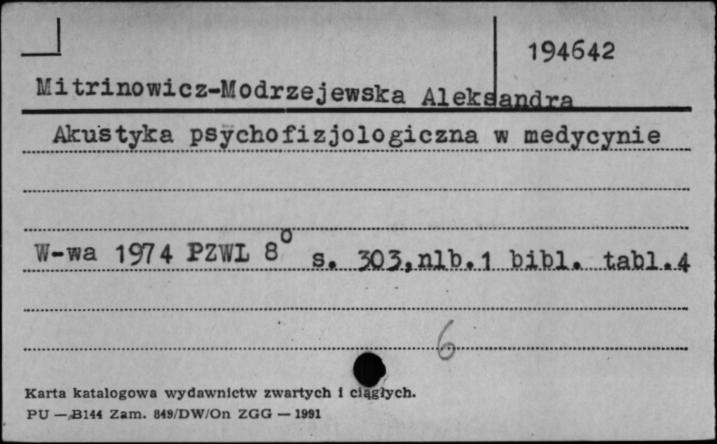 194642
Mitrinowicz-Modrzejewska Aleksandra
Akustyka psychofizjologiczna w medycynie
W-wa 1974 PZWL 8° s. 303,nlb.1 bibl. tabl.4
6
Karta katalogowa wydawnictw zwartych i ciągłych.
PU — B144 Zam. 849/DW/On ZGG — 1991